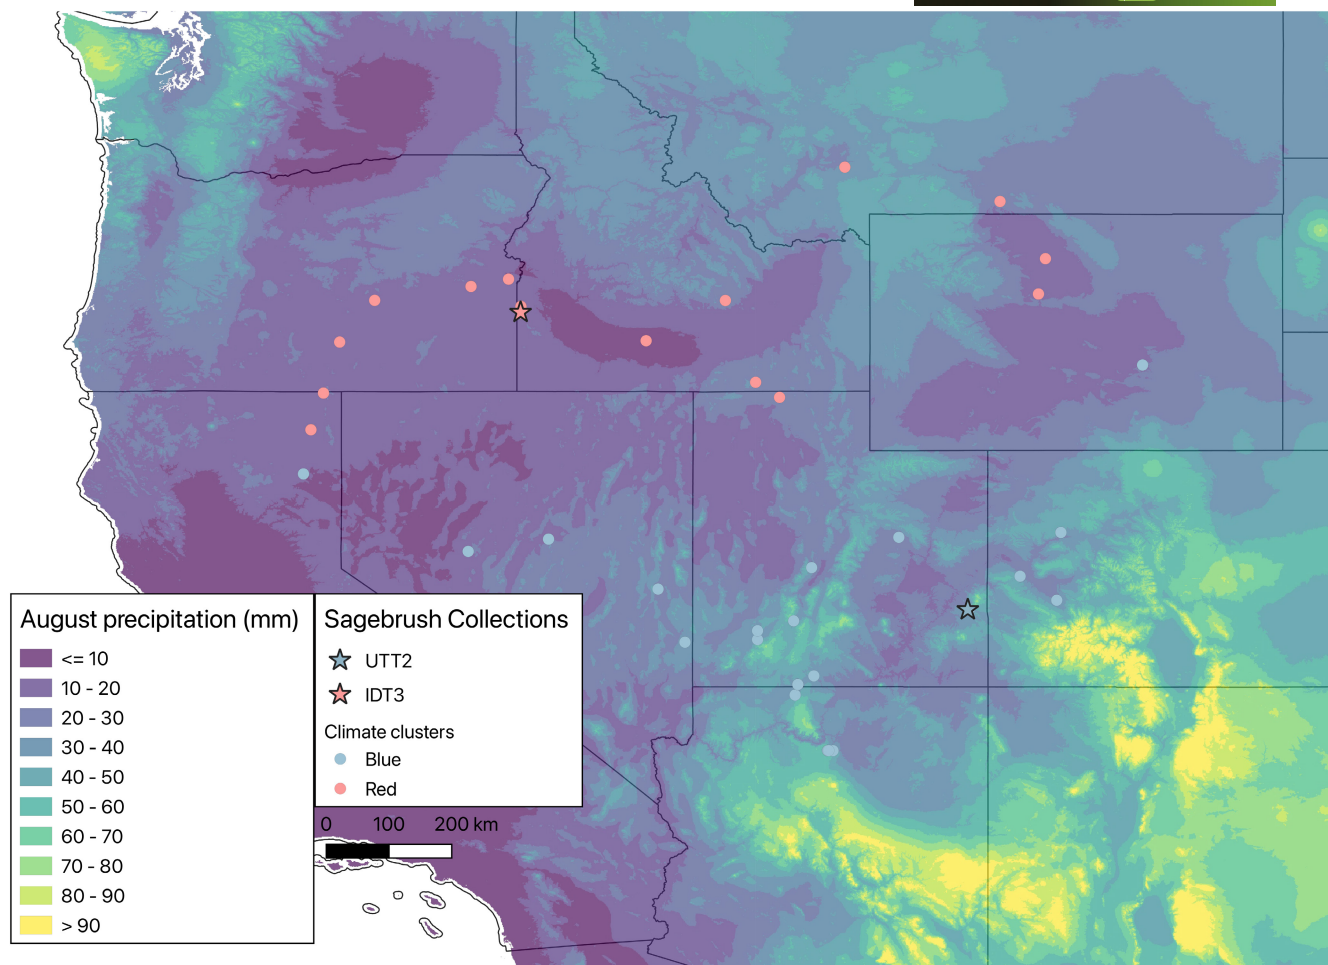 August precipitation (mm)
<= 10
10 - 20
20 - 30
30 - 40
40 - 50
50 - 60
60 - 70
70 - 80
80 - 90
> 90
Sagebrush Collections
UTT2
IDT3
Climate clusters
Blue
Red
0 100 200 km